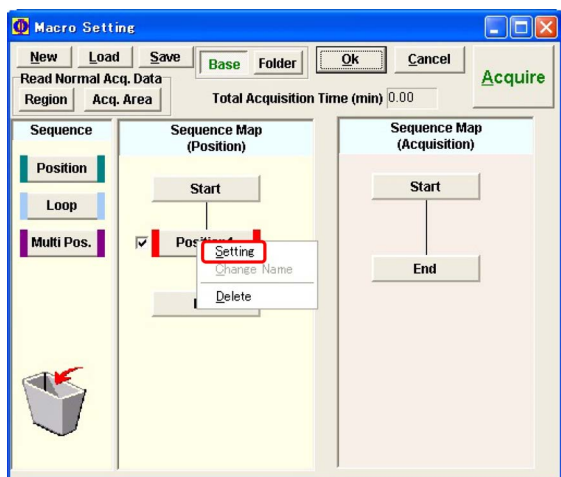 Macro Setting
New Load Save Base Folder Ok Cancel Acquire
Read Normal Acq. Data
Region Acq. Area Total Acquisition Time (min) 0.00
Sequence
Position
Loop
Multi Pos.
Sequence Map
(Position)
Start
Setting
Change Name
Delete
Sequence Map
(Acquisition)
Start
End